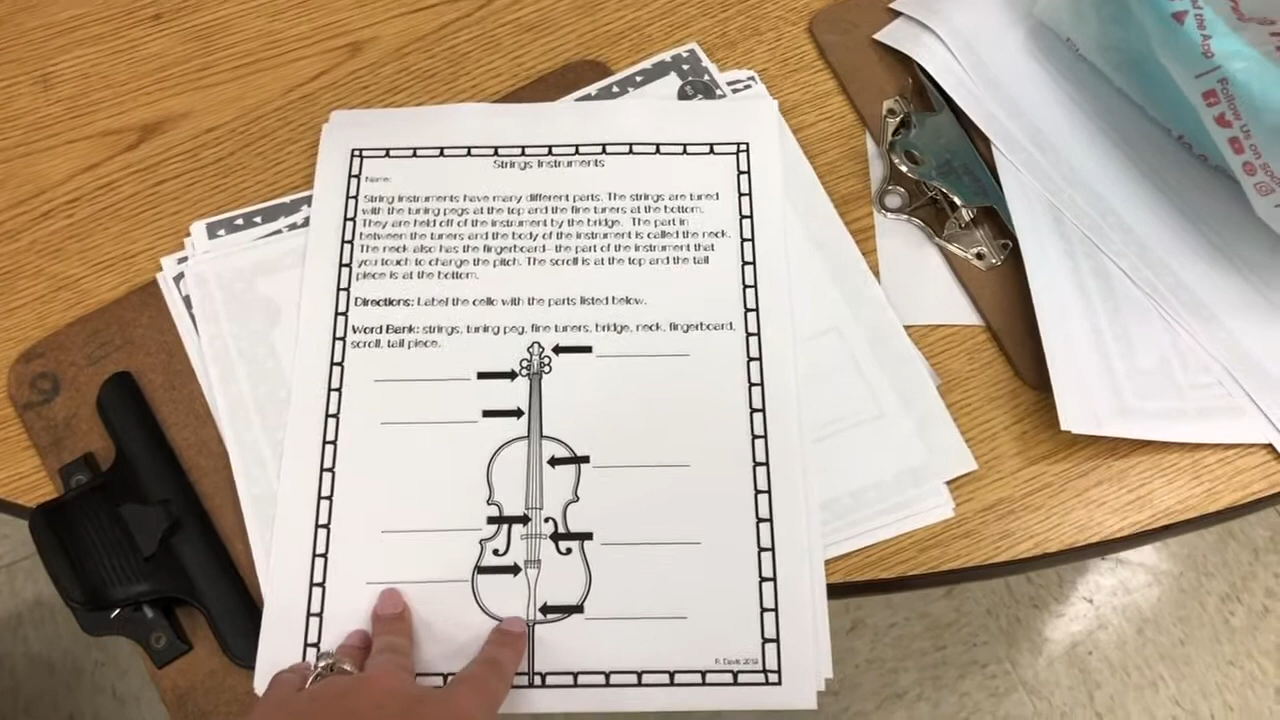 Strings Instruments
Name:
String instruments have many different parts. The strings are tuned
with the tuning pegs at the top and the fine tuners at the bottom.
They are held off of the instrument by the bridge. The part in
between the tuners and the body of the instrument is called the neck.
The neck also has the fingerboard--the part of the instrument that
you touch to change the pitch. The scroll is at the top and the tail
piece is at the bottom.
Directions: Label the cello with the parts listed below.
Word Bank: strings, tuning peg, fine tuners, bridge, neck, fingerboard,
scroll, tail piece.
R. Davis 2018
the App
Follow Us on